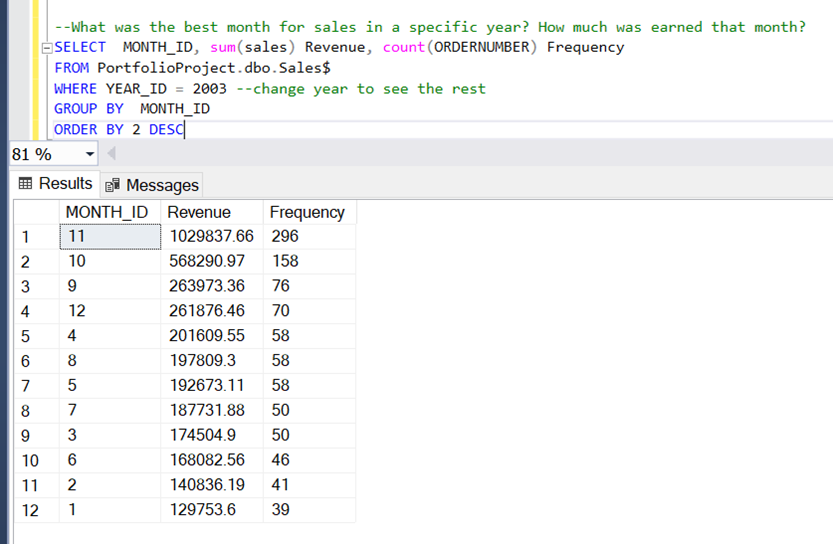 --What was the best month for sales in a specific year? How much was earned that month?
SELECT  MONTH_ID, sum(sales) Revenue, count(ORDERNUMBER) Frequency
FROM PortfolioProject.dbo.Sales$
WHERE YEAR_ID = 2003 --change year to see the rest
GROUP BY  MONTH_ID
ORDER BY 2 DESC
81 %
Results Messages
MONTH_ID Revenue Frequency
1 11 1029837.66 296
2 10 568290.97 158
3 9 263973.36 76
4 12 261876.46 70
5 4 201609.55 58
6 8 197809.3 58
7 5 192673.11 58
8 7 187731.88 50
9 3 174504.9 50
10 6 168082.56 46
11 2 140836.19 41
12 1 129753.6 39